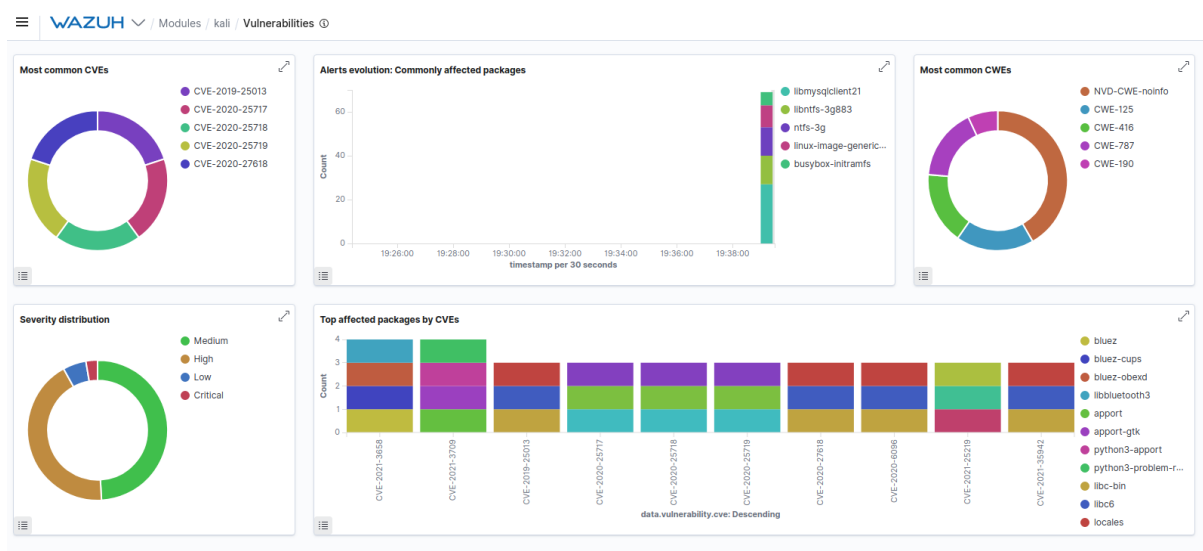 WAZUH / Modules / kali / Vulnerabilities
Most common CVEs
CVE-2019-25013
CVE-2020-25717
CVE-2020-25718
CVE-2020-25719
CVE-2020-27618
Alerts evolution: Commonly affected packages
Count
60
40
20
0
19:26:00 19:28:00 19:30:00 19:32:00 19:34:00 19:36:00 19:38:00
timestamp per 30 seconds
libmysqlclient21
libntfs-3g883
ntfs-3g
linux-image-generic...
busybox-initramfs
Most common CWEs
NVD-CWE-noinfo
CWE-125
CWE-416
CWE-787
CWE-190
Severity distribution
Medium
High
Low
Critical
Top affected packages by CVEs
Count
4
3
2
1
0
CVE-2021-3658
CVE-2021-3709
CVE-2019-25013
CVE-2020-25717
CVE-2020-25718
CVE-2020-25719
CVE-2020-27618
CVE-2020-6096
CVE-2021-25219
CVE-2021-35942
data.vulnerability.cve: Descending
bluez
bluez-cups
bluez-obexd
libbluetooth3
apport
apport-gtk
python3-apport
python3-problem-r...
libc-bin
libc6
locales